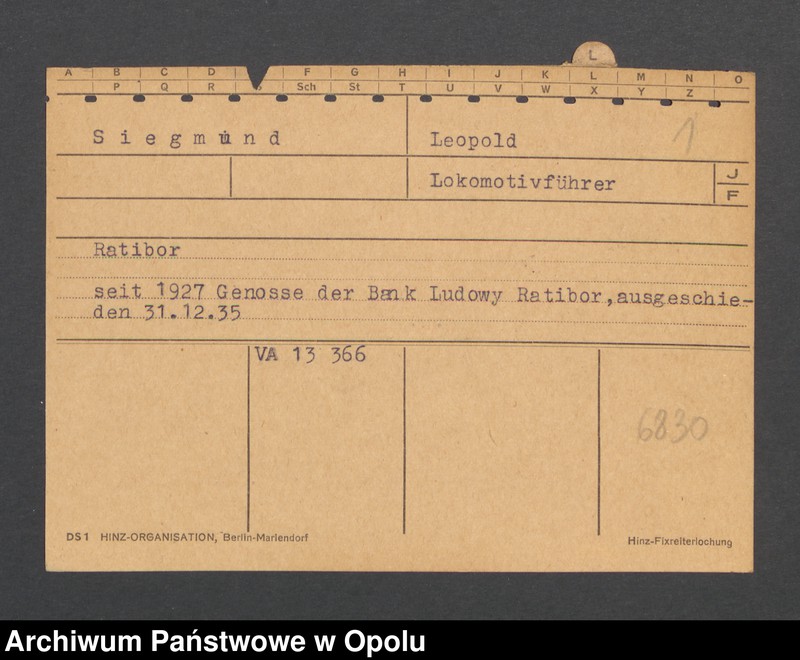 L
A B C D F G H I J K L M N O
P Q R S Sch St T U V W X Y Z
Siegmund Leopold 1
Lokomotivführer J
F
Ratibor
seit 1927 Genosse der Bank Ludowy Ratibor,ausgeschie-
den 31.12.35
VA 13 366
6830
DS1 HINZ-ORGANISATION, Berlin-Mariendorf Hinz-Fixreiterlochung
Archiwum Państwowe w Opolu